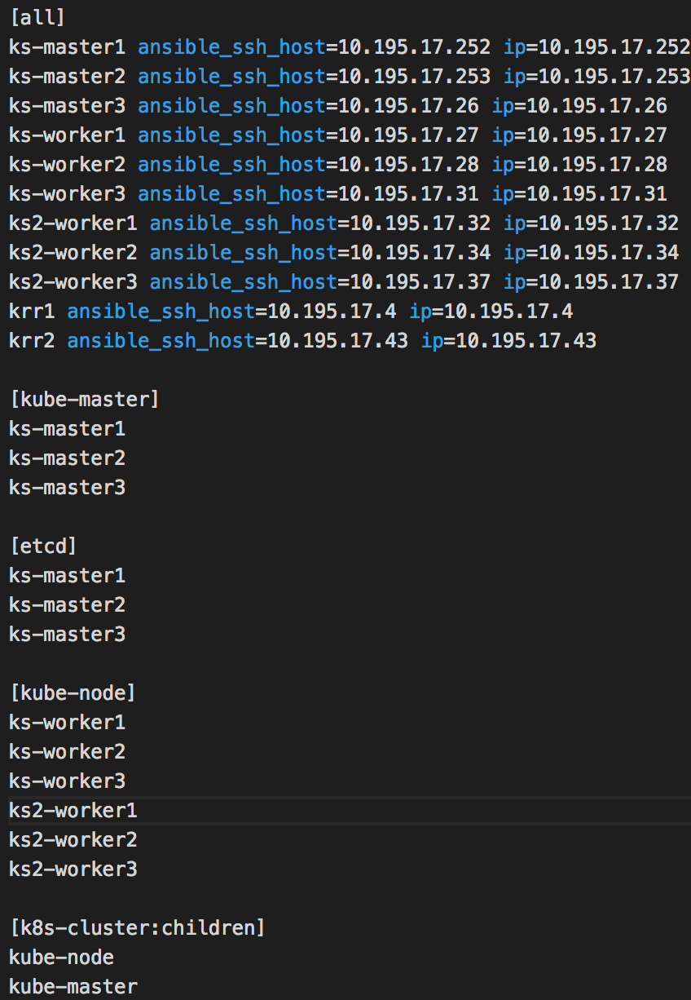 [all]
ks-master1 ansible_ssh_host=10.195.17.252 ip=10.195.17.252
ks-master2 ansible_ssh_host=10.195.17.253 ip=10.195.17.253
ks-master3 ansible_ssh_host=10.195.17.26 ip=10.195.17.26
ks-worker1 ansible_ssh_host=10.195.17.27 ip=10.195.17.27
ks-worker2 ansible_ssh_host=10.195.17.28 ip=10.195.17.28
ks-worker3 ansible_ssh_host=10.195.17.31 ip=10.195.17.31
ks2-worker1 ansible_ssh_host=10.195.17.32 ip=10.195.17.32
ks2-worker2 ansible_ssh_host=10.195.17.34 ip=10.195.17.34
ks2-worker3 ansible_ssh_host=10.195.17.37 ip=10.195.17.37
krr1 ansible_ssh_host=10.195.17.4 ip=10.195.17.4
krr2 ansible_ssh_host=10.195.17.43 ip=10.195.17.43

[kube-master]
ks-master1
ks-master2
ks-master3

[etcd]
ks-master1
ks-master2
ks-master3

[kube-node]
ks-worker1
ks-worker2
ks-worker3
ks2-worker1
ks2-worker2
ks2-worker3

[k8s-cluster:children]
kube-node
kube-master